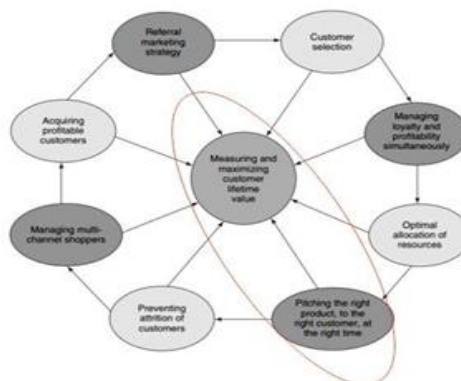 Referral
marketing
strategy
Customer
selection
Acquiring
profitable
customers
Managing
loyalty and
profitability
simultaneously
Measuring and
maximizing
customer
lifetime
value
Managing multi-
channel shoppers
Optimal
allocation of
resources
Preventing
attrition of
customers
Pitching the right
product, to the
right customer, at
the right time